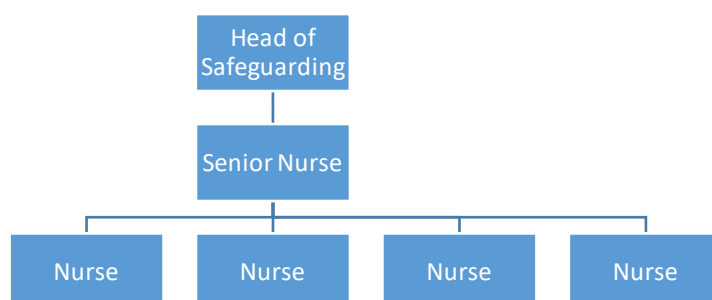 Head of
Safeguarding
Senior Nurse
Nurse
Nurse
Nurse
Nurse